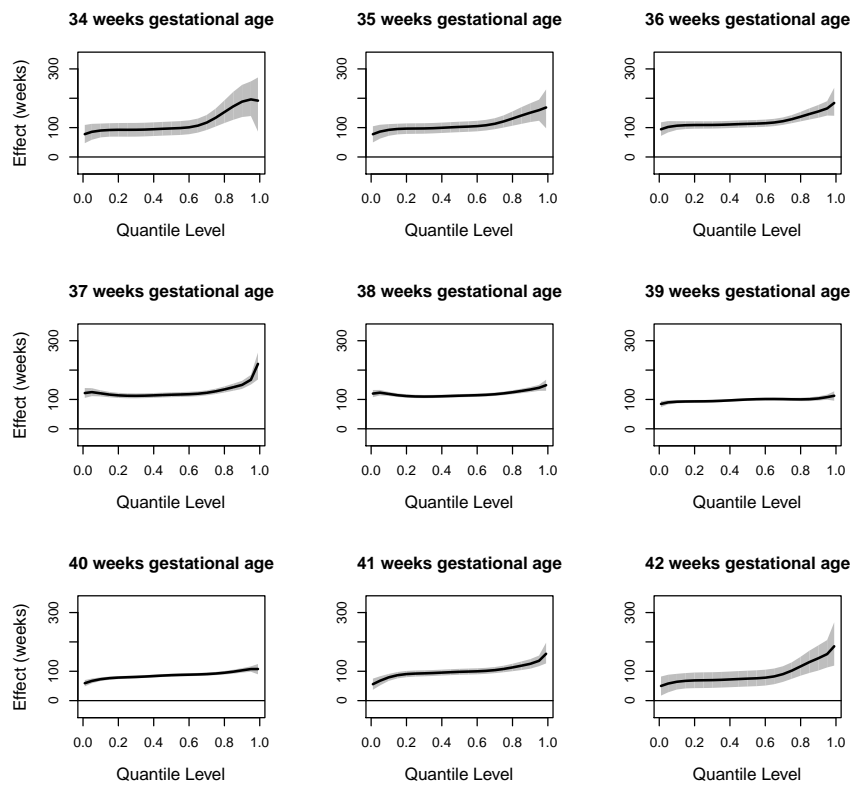 34 weeks gestational age
35 weeks gestational age
36 weeks gestational age
Effect (weeks)
300
100
0
300
100
0
300
100
0
0.0 0.2 0.4 0.6 0.8 1.0
0.0 0.2 0.4 0.6 0.8 1.0
0.0 0.2 0.4 0.6 0.8 1.0
Quantile Level
Quantile Level
Quantile Level
37 weeks gestational age
38 weeks gestational age
39 weeks gestational age
Effect (weeks)
300
100
0
300
100
0
300
100
0
0.0 0.2 0.4 0.6 0.8 1.0
0.0 0.2 0.4 0.6 0.8 1.0
0.0 0.2 0.4 0.6 0.8 1.0
Quantile Level
Quantile Level
Quantile Level
40 weeks gestational age
41 weeks gestational age
42 weeks gestational age
Effect (weeks)
300
100
0
300
100
0
300
100
0
0.0 0.2 0.4 0.6 0.8 1.0
0.0 0.2 0.4 0.6 0.8 1.0
0.0 0.2 0.4 0.6 0.8 1.0
Quantile Level
Quantile Level
Quantile Level